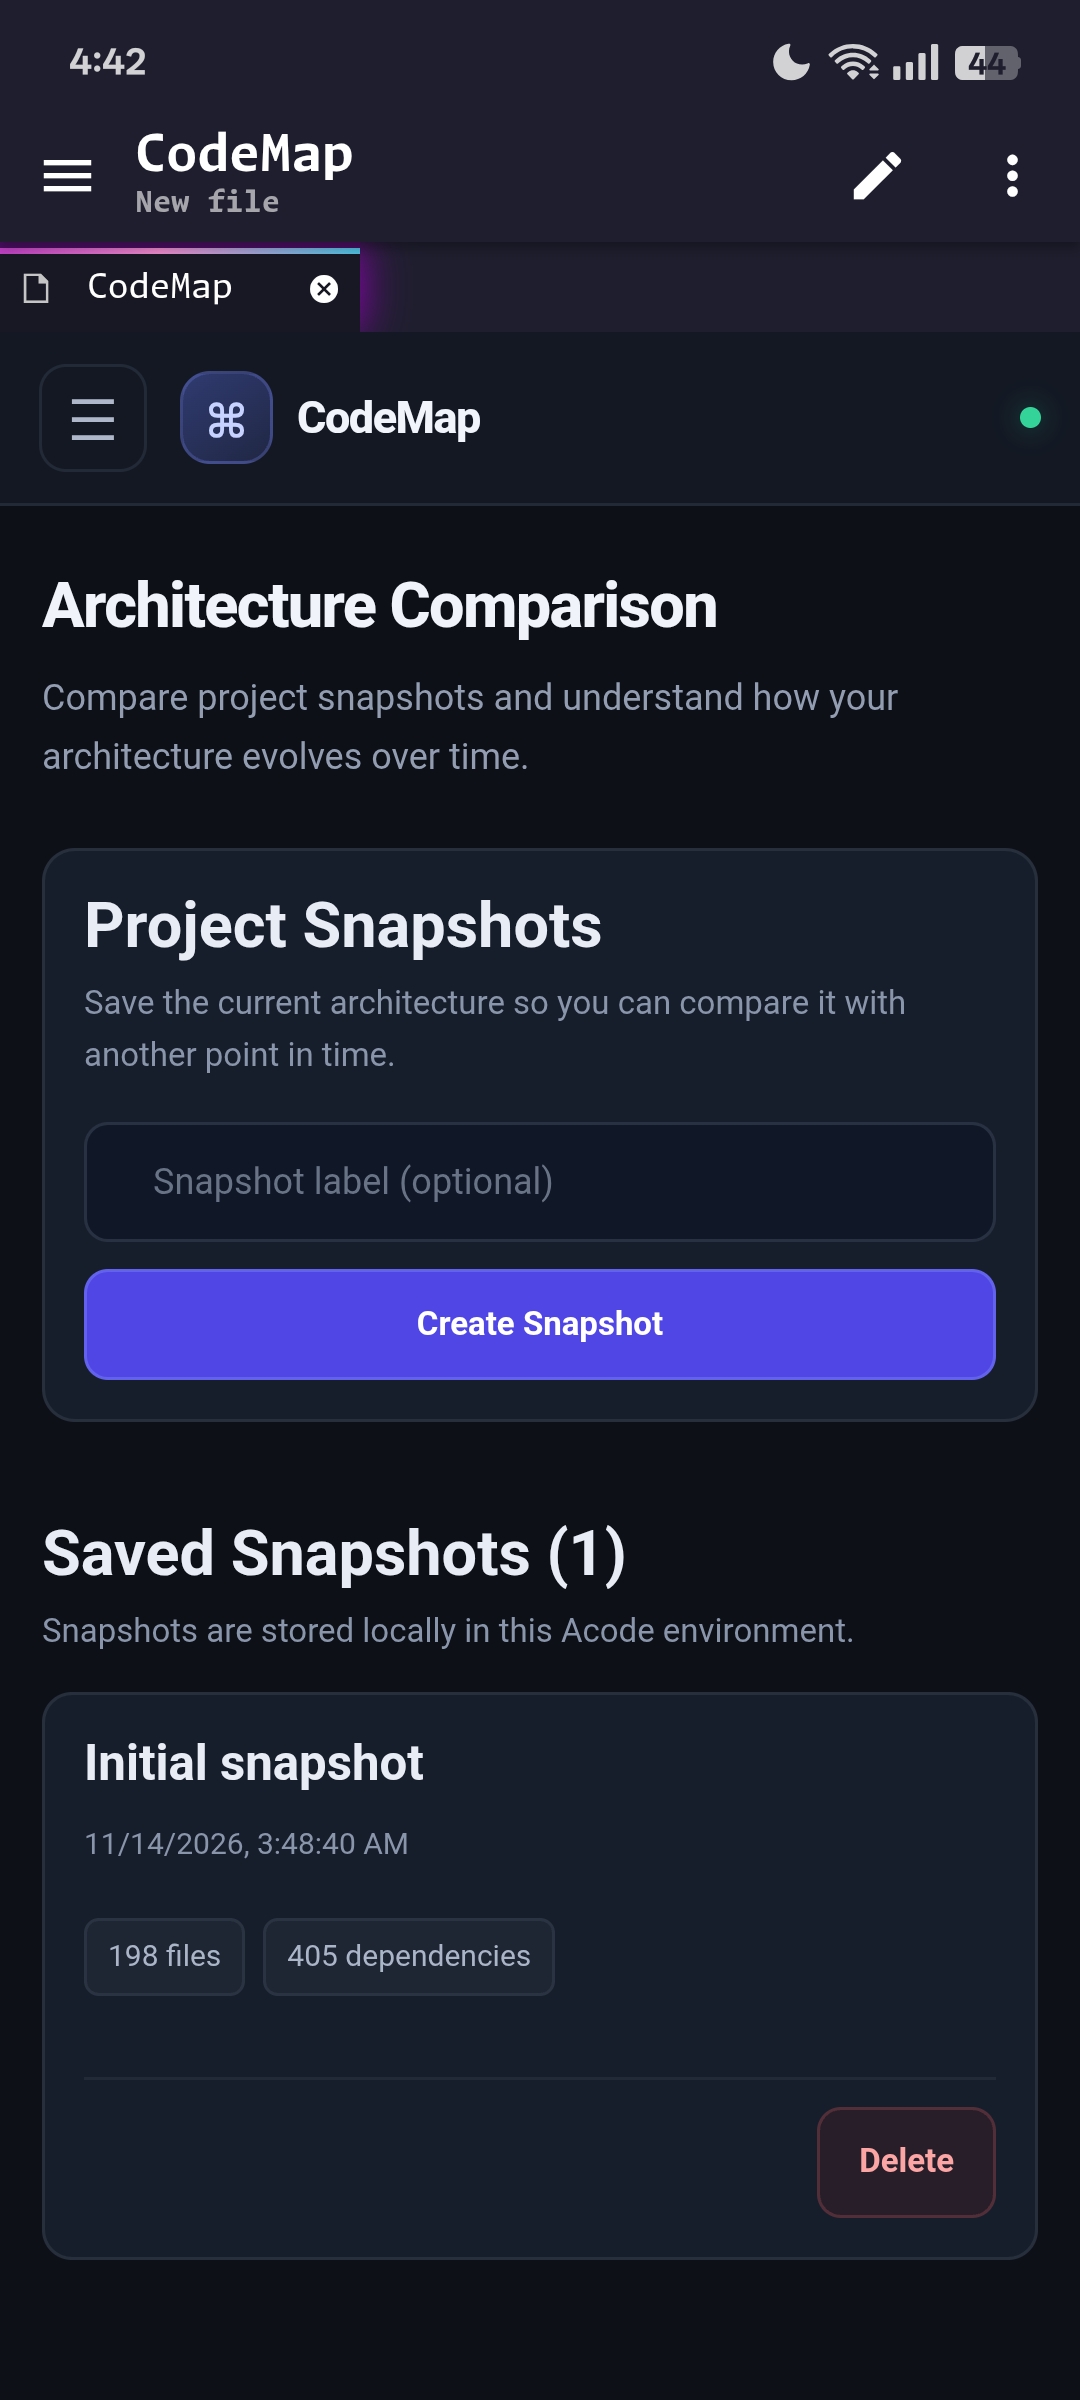 4:42
44
CodeMap
New file
CodeMap
⌘ CodeMap
Architecture Comparison
Compare project snapshots and understand how your
architecture evolves over time.
Project Snapshots
Save the current architecture so you can compare it with
another point in time.
Snapshot label (optional)
Create Snapshot
Saved Snapshots (1)
Snapshots are stored locally in this Acode environment.
Initial snapshot
11/14/2026, 3:48:40 AM
198 files
405 dependencies
Delete